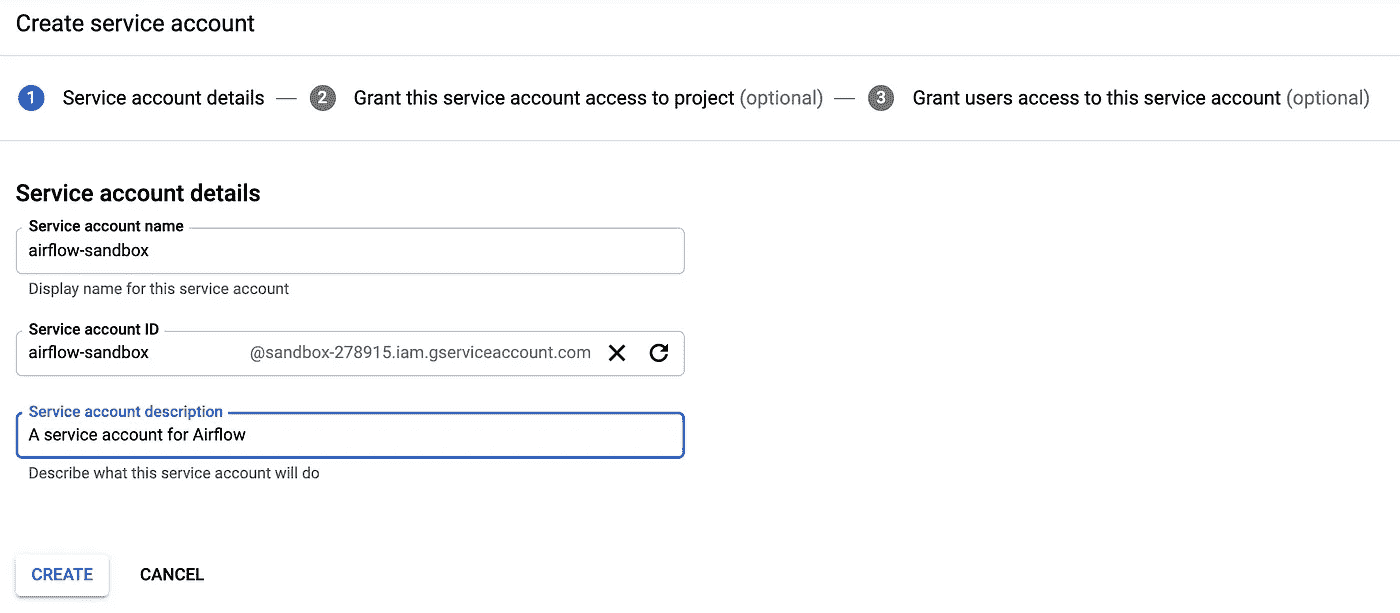 Create service account
1 Service account details — 2 Grant this service account access to project (optional) — 3 Grant users access to this service account (optional)
Service account details
Service account name
airflow-sandbox
Display name for this service account
Service account ID
airflow-sandbox @sandbox-278915.iam.gserviceaccount.com
Service account description
A service account for Airflow
Describe what this service account will do
CREATE CANCEL